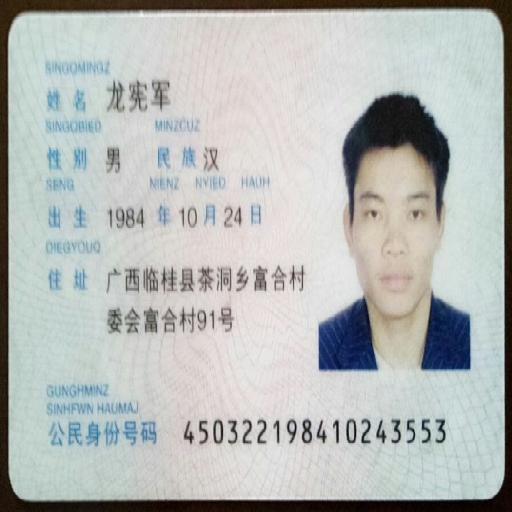 SINGQMINGZ
姓名 龙宪军
SINGQBIED MINZCUZ
性别 男 民族 汉
SENG NIENZ NYIED HAUH
出生 1984 年 10 月 24 日
DIEGYOUQ
住址 广西临桂县茶洞乡富合村
委会富合村91号
GUNGHMINZ
SINHFWN HAUMAJ
公民身份号码 450322198410243553